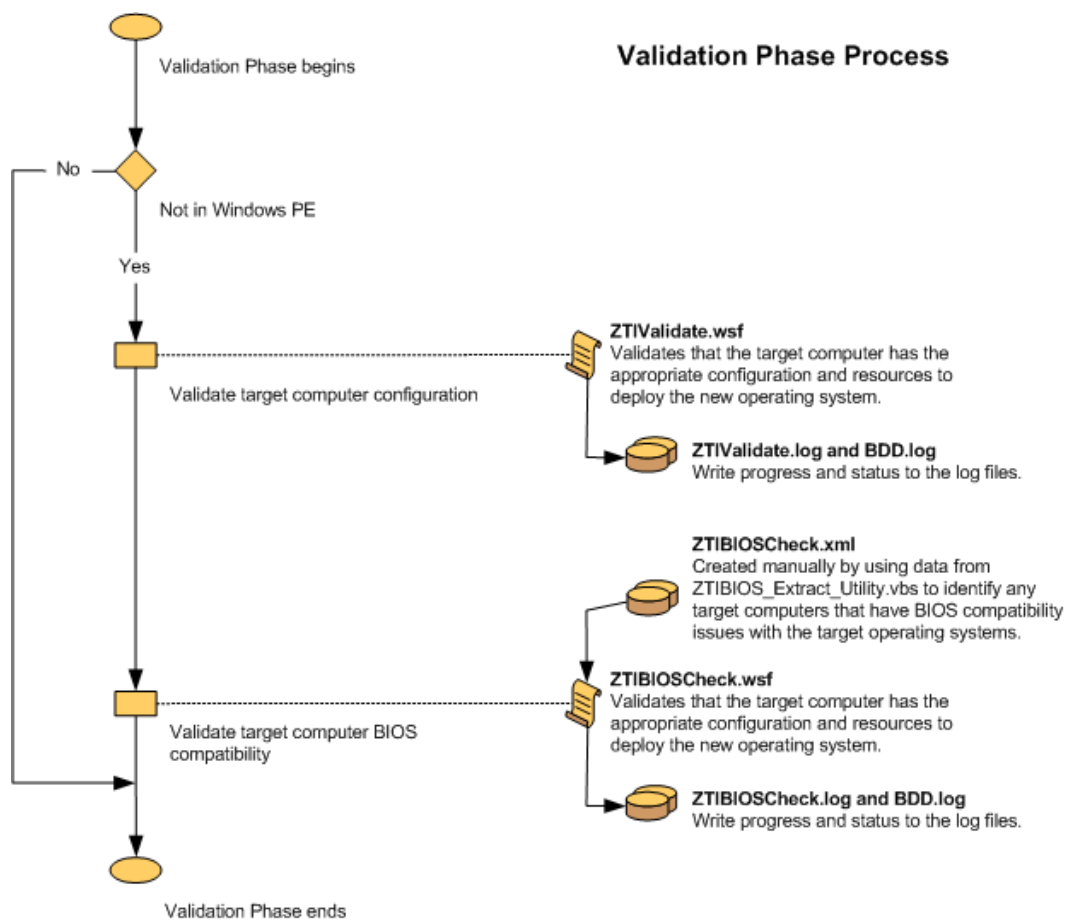 Validation Phase Process
Validation Phase begins
No
Not in Windows PE
Yes
ZTIValidate.wsf
Validates that the target computer has the
appropriate configuration and resources to
deploy the new operating system.
Validate target computer configuration
ZTIValidate.log and BDD.log
Write progress and status to the log files.
ZTIBIOSCheck.xml
Created manually by using data from
ZTIBIOS_Extract_Utility.vbs to identify any
target computers that have BIOS compatibility
issues with the target operating systems.
ZTIBIOSCheck.wsf
Validates that the target computer has the
appropriate configuration and resources to
deploy the new operating system.
Validate target computer BIOS
compatibility
ZTIBIOSCheck.log and BDD.log
Write progress and status to the log files.
Validation Phase ends